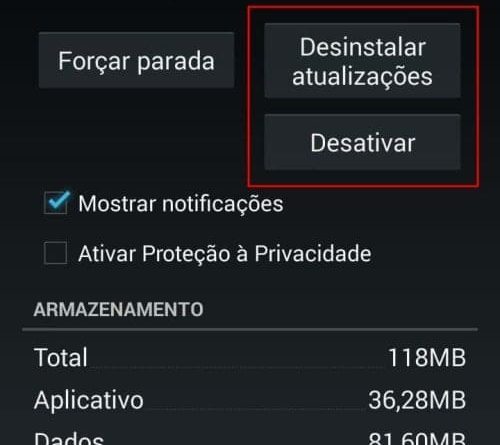 Forçar parada
Desinstalar
atualizações
Desativar
Mostrar notificações
Ativar Proteção à Privacidade
ARMAZENAMENTO
Total 118MB
Aplicativo 36,28MB
Dados 81,60MB